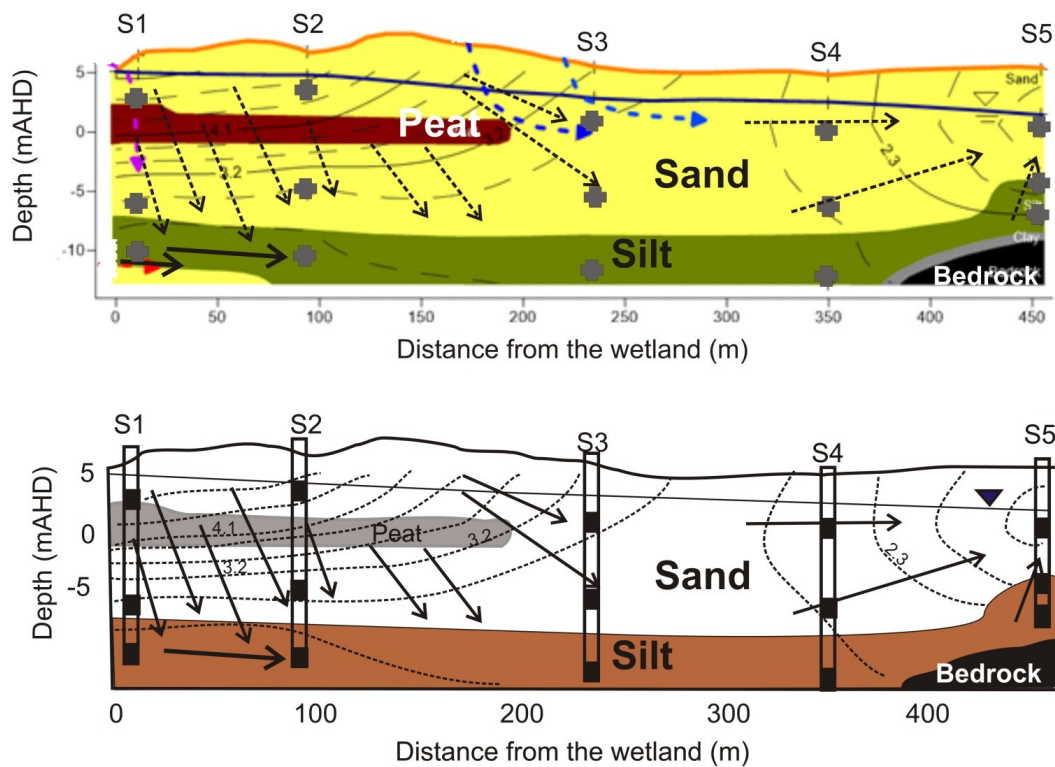 S1 S2 S3 S4 S5
Depth (mAHD)
5
0
-5
-10
Sand
4.1
Peat
3.2
3.2
2.3
Sand
Silt
Clay
Bedrock
0 50 100 150 200 250 300 350 400 450
Distance from the wetland (m)
S1 S2 S3 S4 S5
Depth (mAHD)
5
0
-5
4.1
Peat
3.2
3.2
2.3
Sand
Silt
Bedrock
0 100 200 300 400
Distance from the wetland (m)